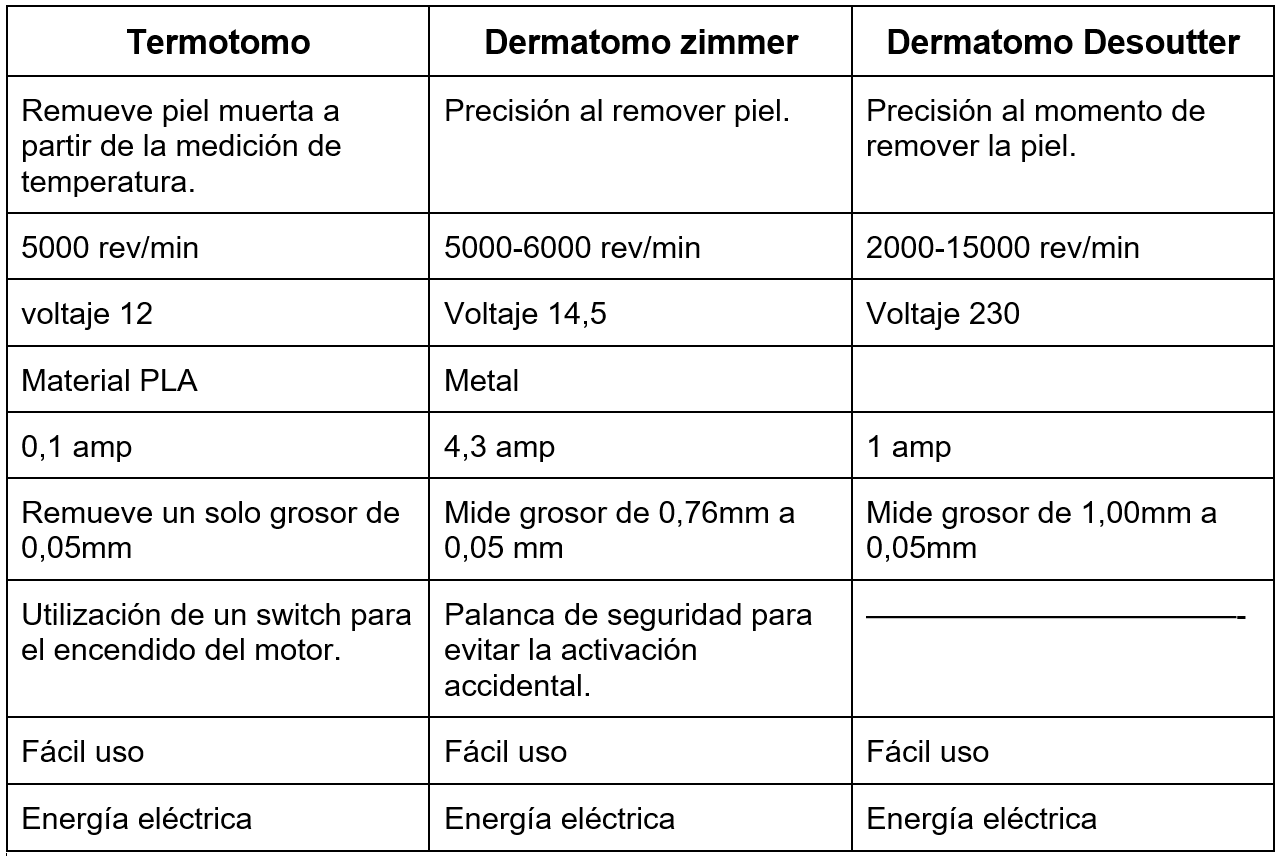 Termotomo
Dermatomo zimmer
Dermatomo Desoutter
Remueve piel muerta a
partir de la medición de
temperatura.
Precisión al remover piel.
Precisión al momento de
remover la piel.
5000 rev/min
5000-6000 rev/min
2000-15000 rev/min
voltaje 12
Voltaje 14,5
Voltaje 230
Material PLA
Metal
0,1 amp
4,3 amp
1 amp
Remueve un solo grosor de
0,05mm
Mide grosor de 0,76mm a
0,05 mm
Mide grosor de 1,00mm a
0,05mm
Utilización de un switch para
el encendido del motor.
Palanca de seguridad para
evitar la activación
accidental.
————————————-
Fácil uso
Fácil uso
Fácil uso
Energía eléctrica
Energía eléctrica
Energía eléctrica